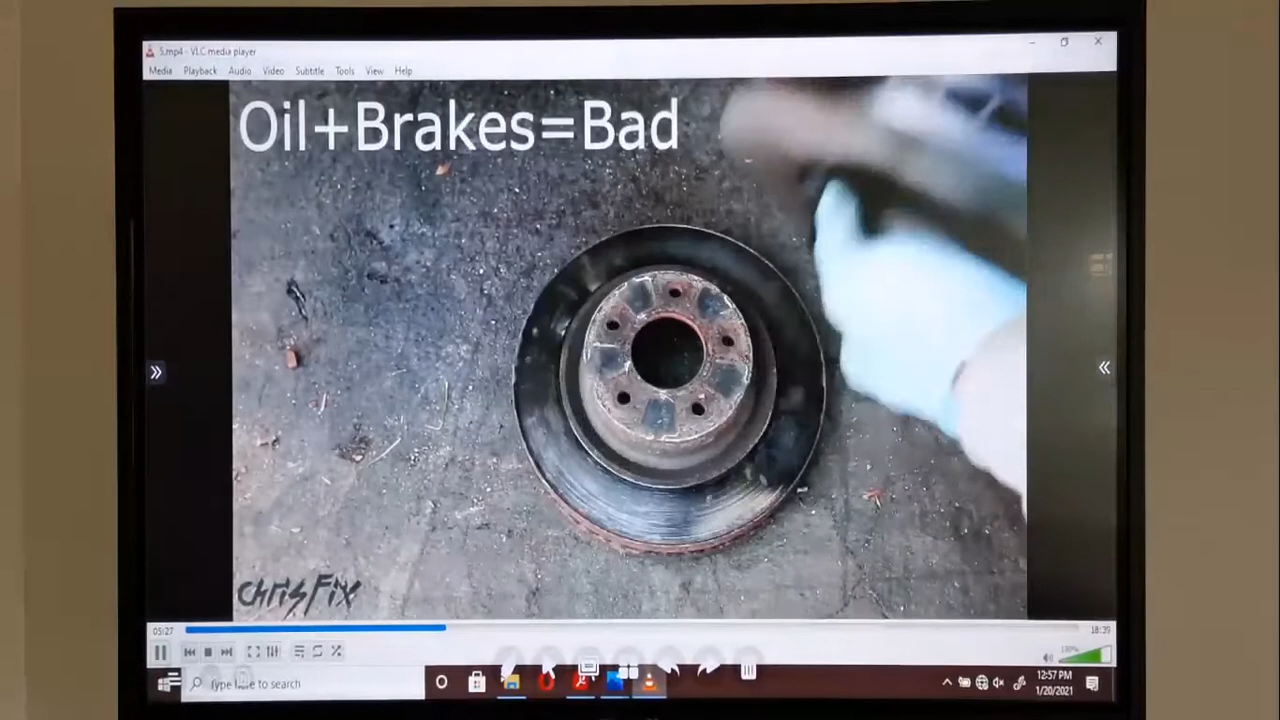 5.mp4 - VLC media player
Media Playback Audio Video Subtitle Tools View Help
Oil+Brakes=Bad
CHRISFIX
05:27
18:39
130%
Type here to search
12:57 PM
1/20/2021